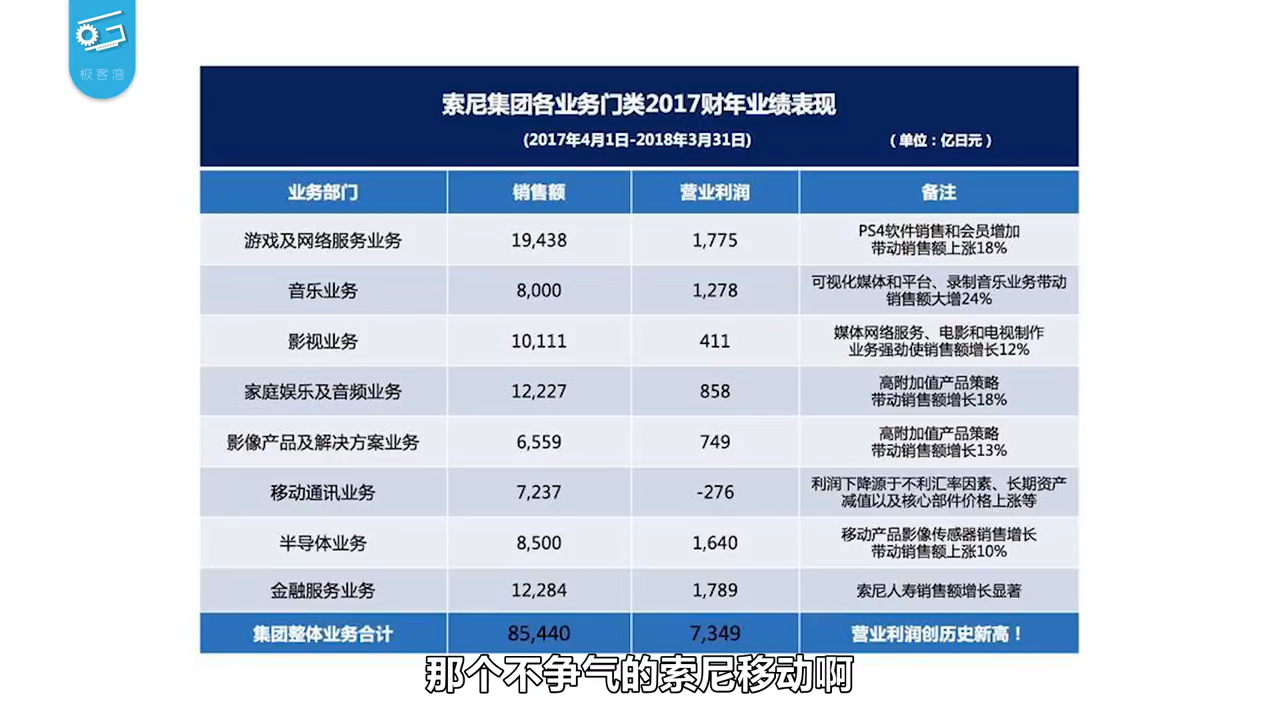 极客湾
索尼集团各业务门类2017财年业绩表现
(2017年4月1日-2018年3月31日) （单位：亿日元）
业务部门 销售额 营业利润 备注
游戏及网络服务业务 19,438 1,775 PS4软件销售和会员增加
带动销售额上涨18%
音乐业务 8,000 1,278 可视化媒体和平台、录制音乐业务带动
销售额大增24%
影视业务 10,111 411 媒体网络服务、电影和电视制作
业务强劲使销售额增长12%
家庭娱乐及音频业务 12,227 858 高附加值产品策略
带动销售额增长18%
影像产品及解决方案业务 6,559 749 高附加值产品策略
带动销售额增长13%
移动通讯业务 7,237 -276 利润下降源于不利汇率因素、长期资产
减值以及核心部件价格上涨等
半导体业务 8,500 1,640 移动产品影像传感器销售增长
带动销售额上涨10%
金融服务业务 12,284 1,789 索尼人寿销售额增长显著
集团整体业务合计 85,440 7,349 营业利润创历史新高！
那个不争气的索尼移动啊